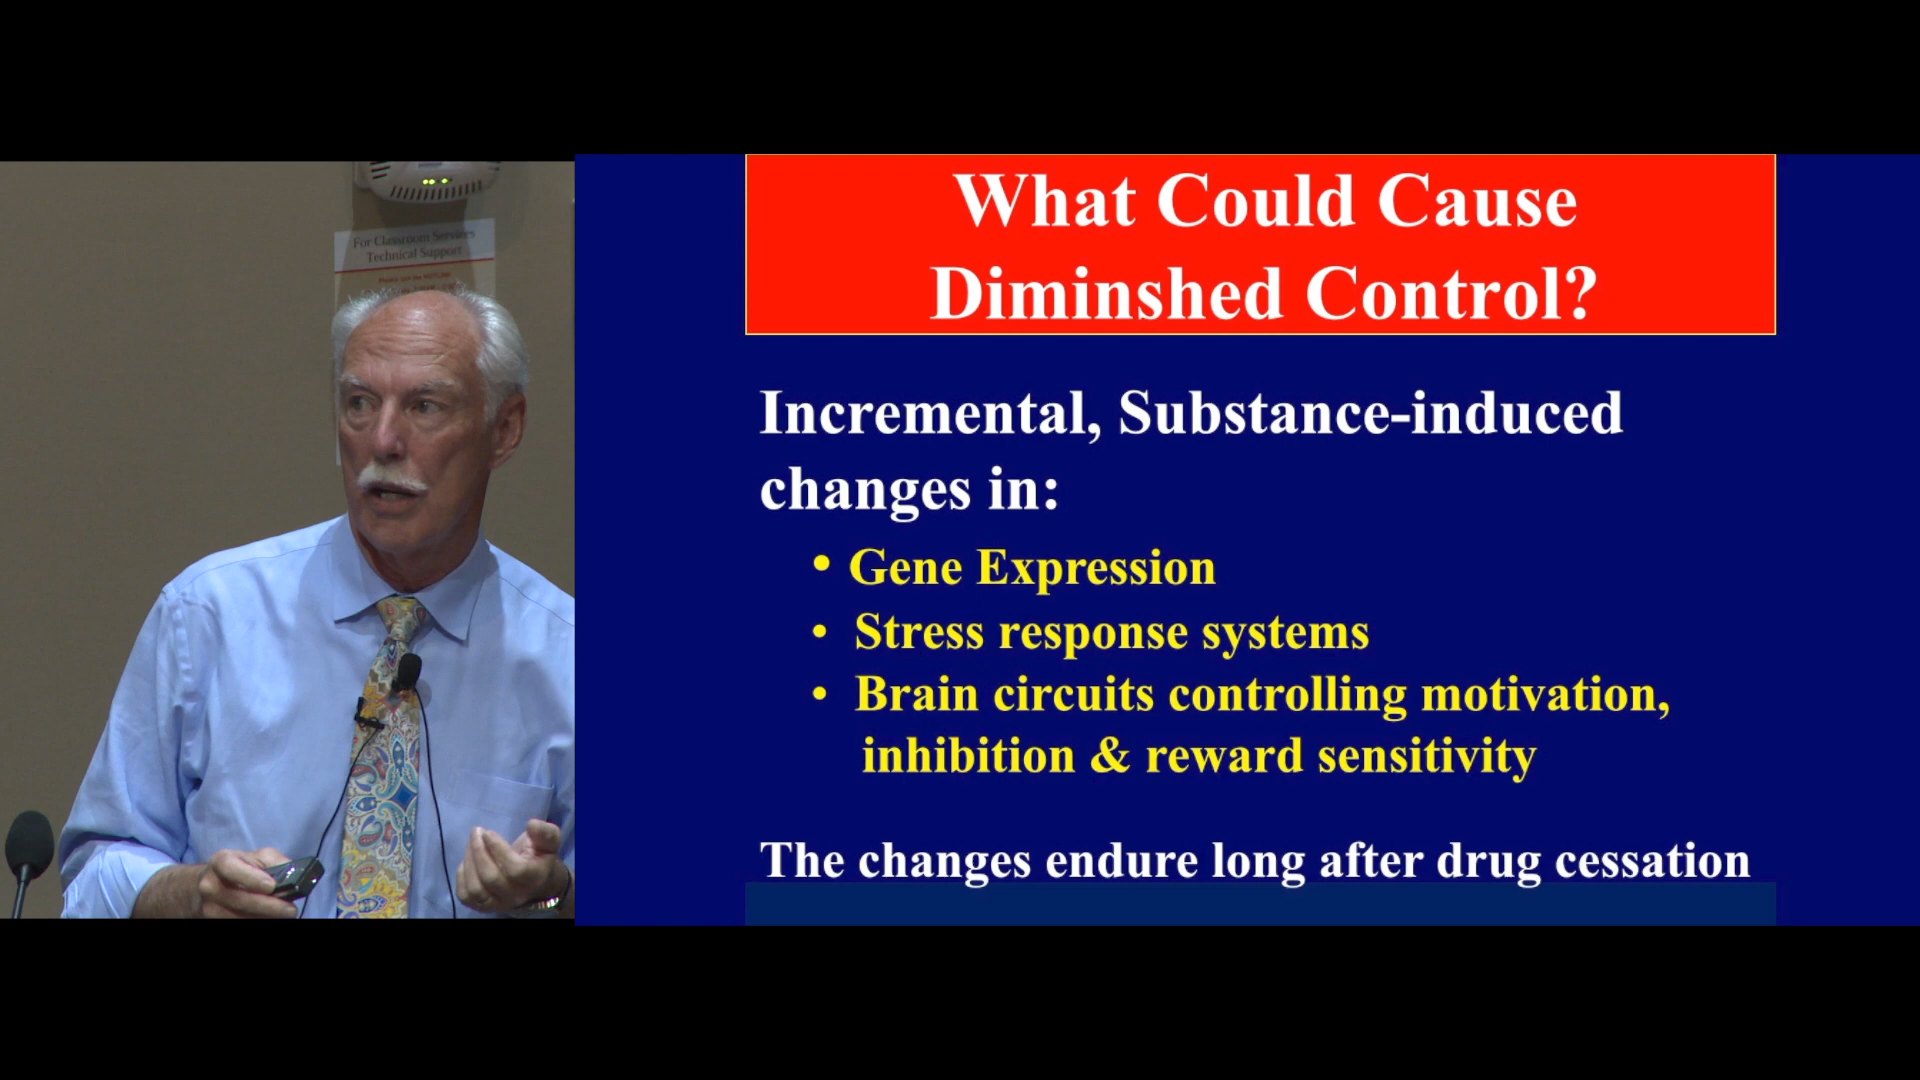 For Classroom Services
Technical Support
What Could Cause
Diminshed Control?
Incremental, Substance-induced
changes in:
• Gene Expression
• Stress response systems
• Brain circuits controlling motivation,
inhibition & reward sensitivity
The changes endure long after drug cessation